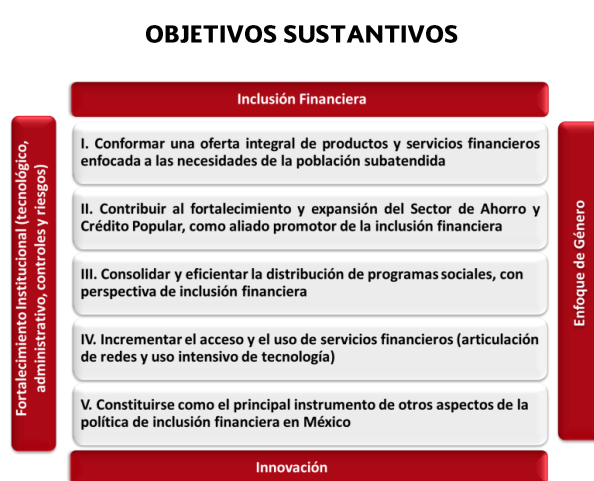 OBJETIVOS SUSTANTIVOS
Inclusión Financiera
Fortalecimiento Institucional (tecnológico,
administrativo, controles y riesgos)
I. Conformar una oferta integral de productos y servicios financieros
enfocada a las necesidades de la población subatendida
II. Contribuir al fortalecimiento y expansión del Sector de Ahorro y
Crédito Popular, como aliado promotor de la inclusión financiera
III. Consolidar y eficientar la distribución de programas sociales, con
perspectiva de inclusión financiera
IV. Incrementar el acceso y el uso de servicios financieros (articulación
de redes y uso intensivo de tecnología)
V. Constituirse como el principal instrumento de otros aspectos de la
política de inclusión financiera en México
Enfoque de Género
Innovación